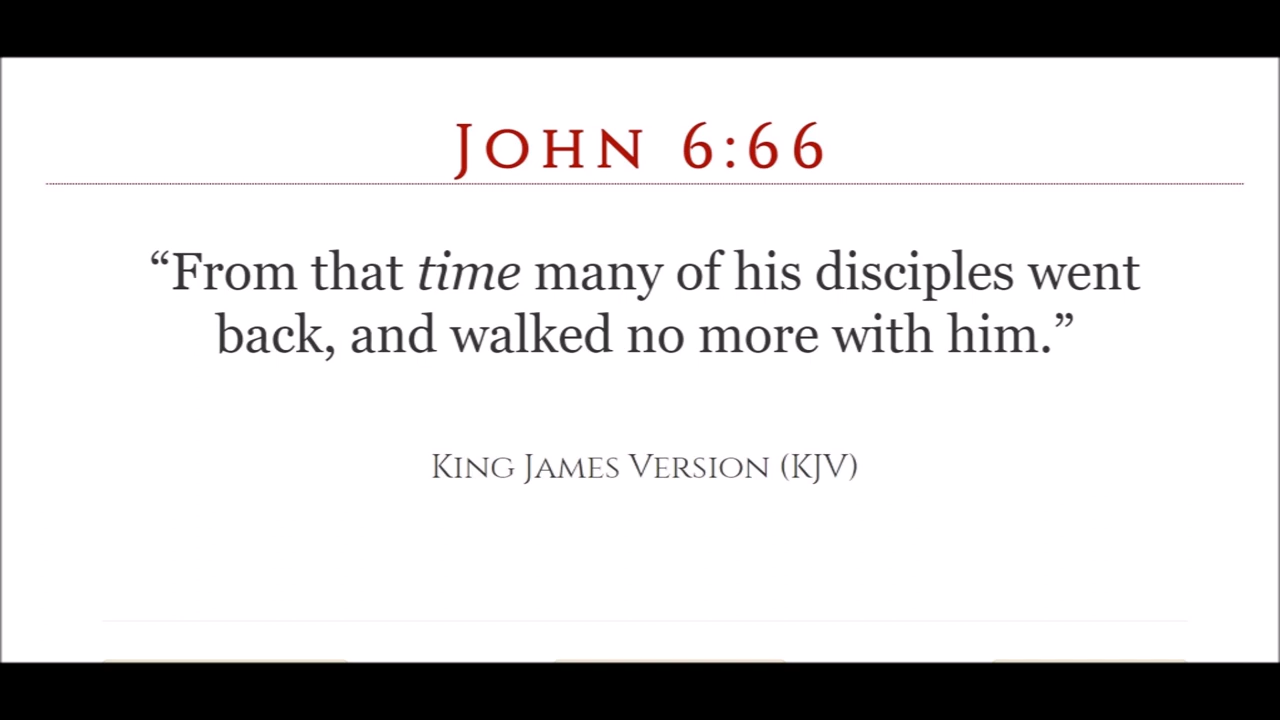 John 6:66
“From that time many of his disciples went
back, and walked no more with him.”
King James Version (KJV)